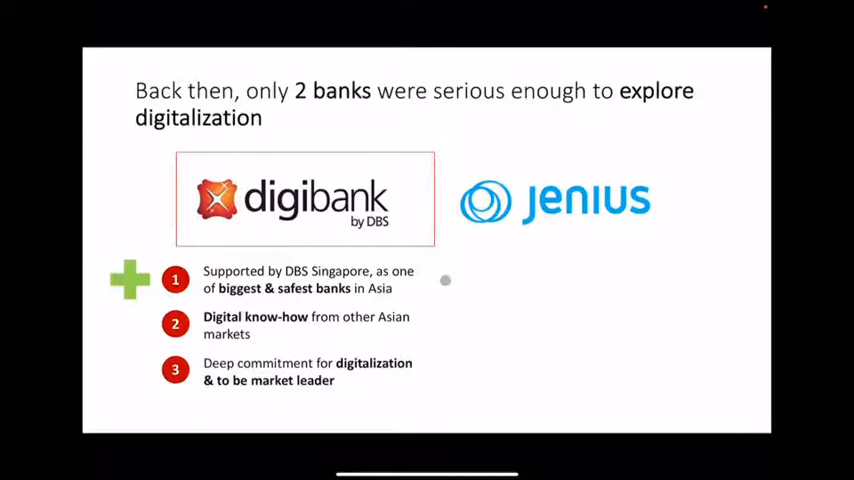 Back then, only 2 banks were serious enough to explore
digitalization
digibank
by DBS
Jenius
1
Supported by DBS Singapore, as one
of biggest & safest banks in Asia
2
Digital know-how from other Asian
markets
3
Deep commitment for digitalization
& to be market leader